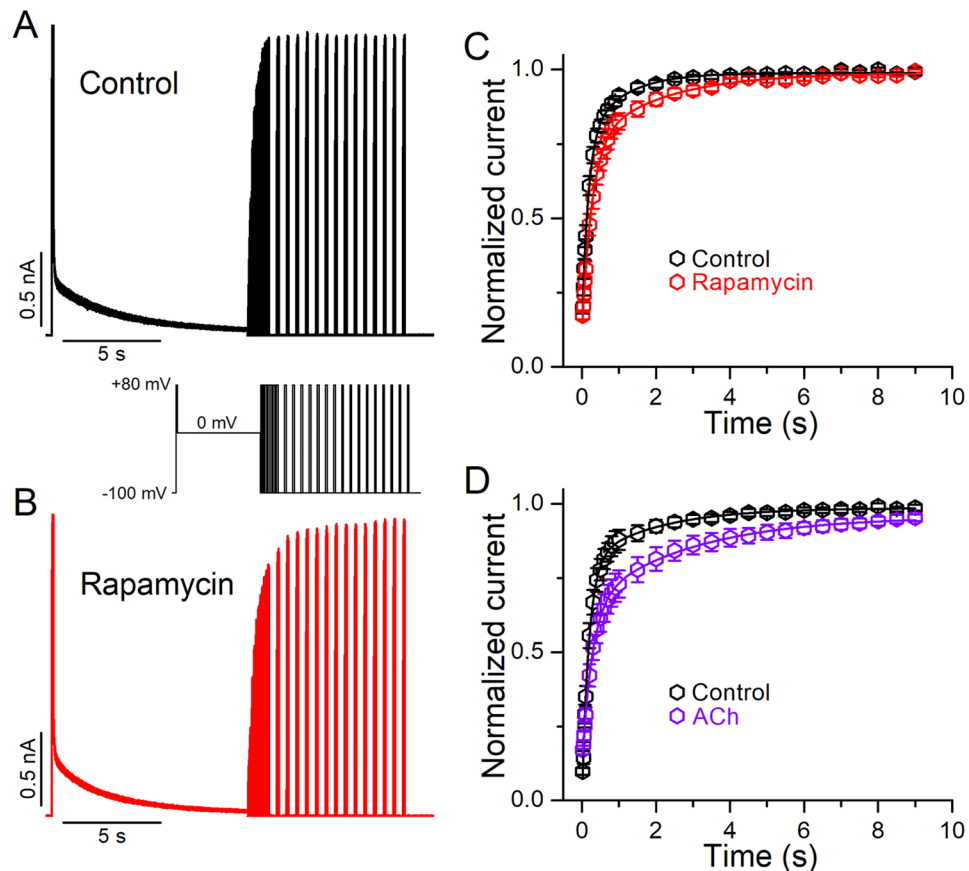 A
Control
0.5 nA
5 s
+80 mV
0 mV
-100 mV
B
Rapamycin
0.5 nA
5 s
C
Normalized current
1.0
0.5
0.0
Control
Rapamycin
0 2 4 6 8 10
Time (s)
D
Normalized current
1.0
0.5
0.0
Control
ACh
0 2 4 6 8 10
Time (s)